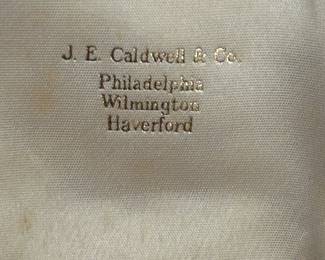 J. E. Caldwell & Co.
Philadelphia
Wilmington
Haverford